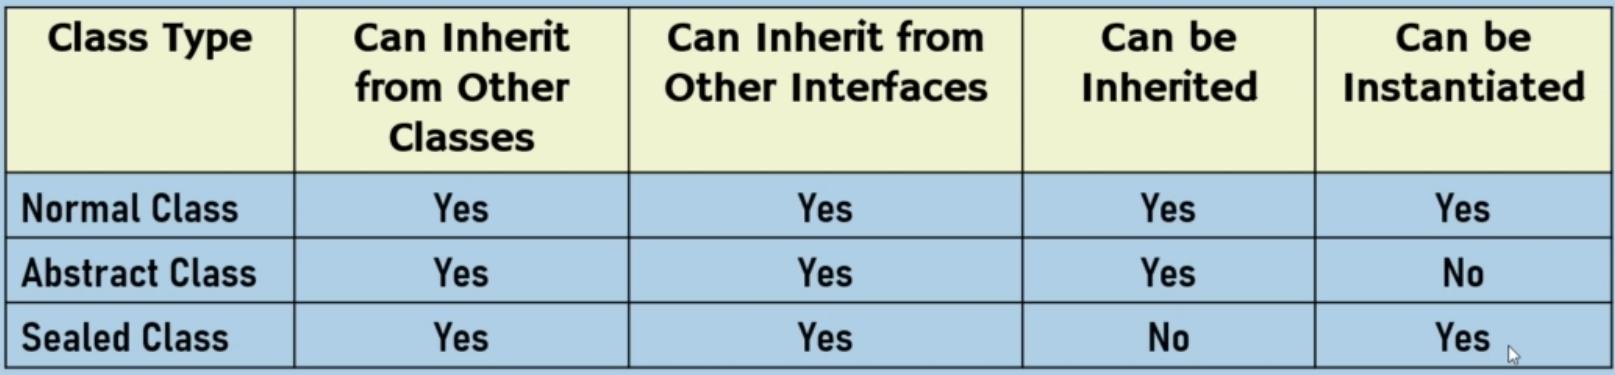 Class Type
Can Inherit
from Other
Classes
Can Inherit from
Other Interfaces
Can be
Inherited
Can be
Instantiated
Normal Class Yes Yes Yes Yes
Abstract Class Yes Yes Yes No
Sealed Class Yes Yes No Yes